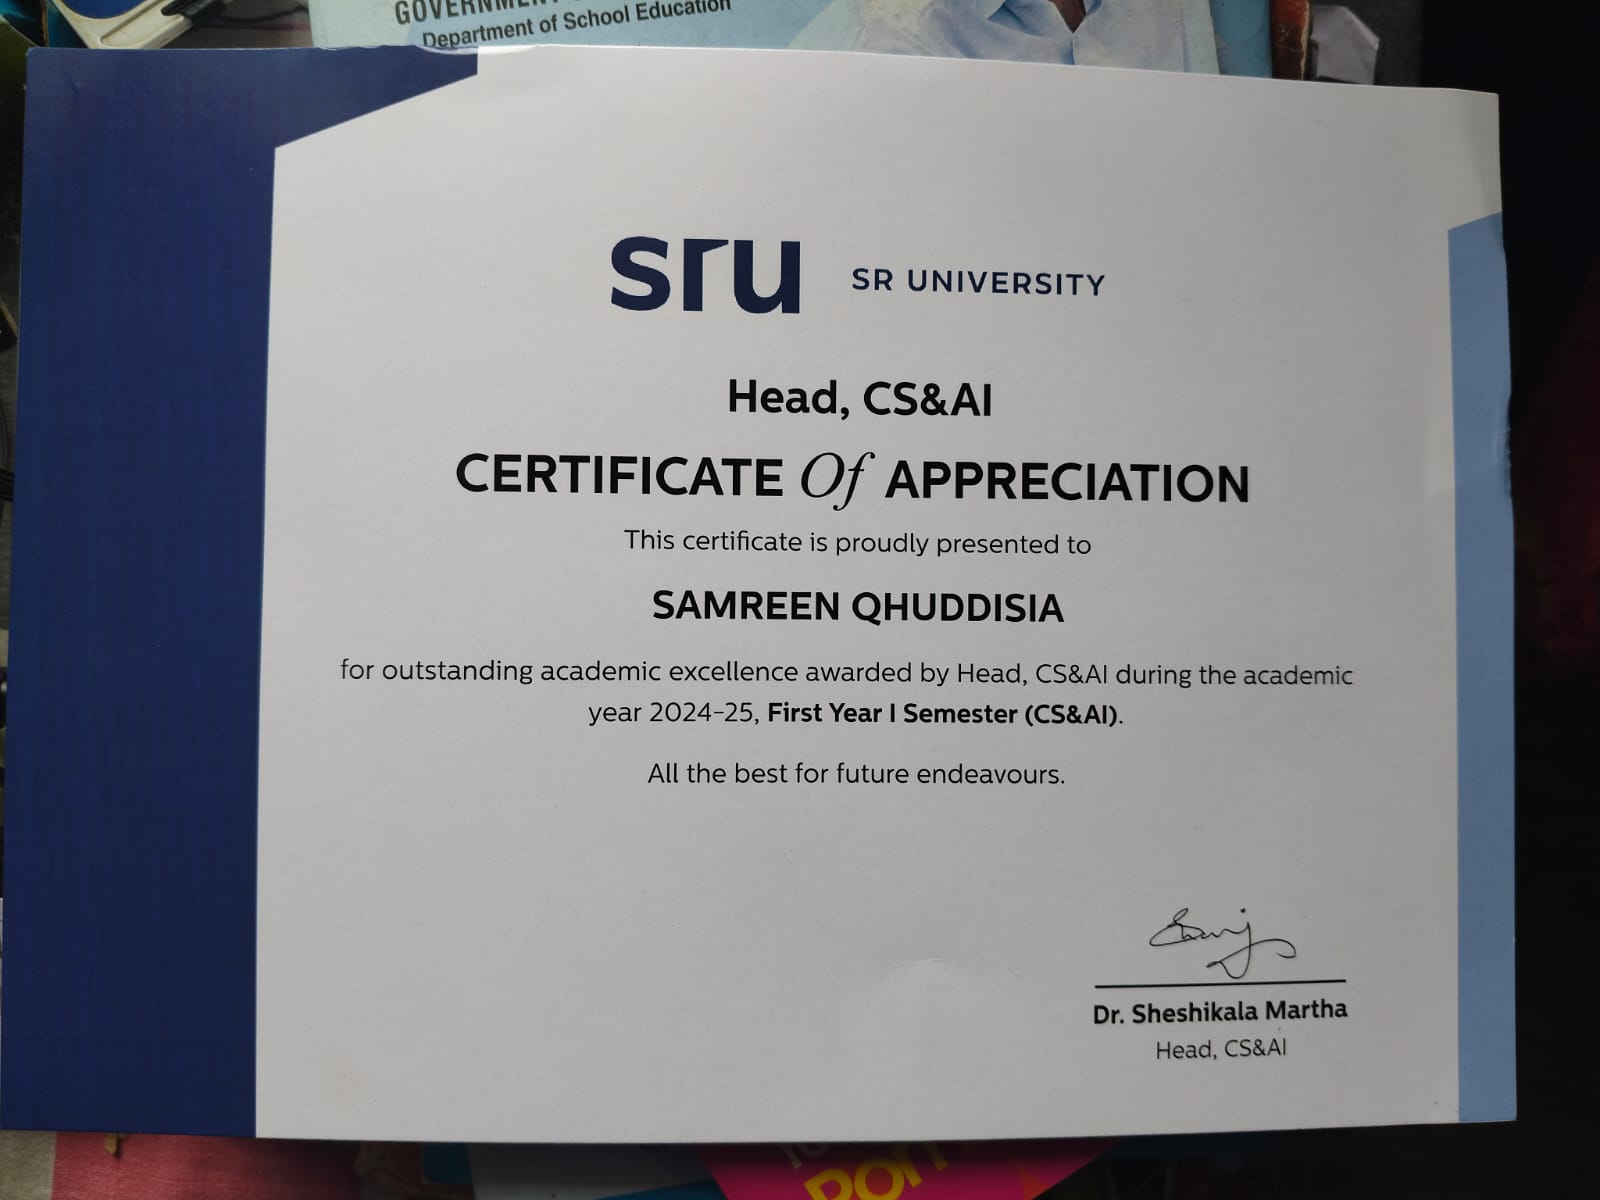 Department of School Education
sru SR UNIVERSITY
Head, CS&AI
CERTIFICATE Of APPRECIATION
This certificate is proudly presented to
SAMREEN QHUDDISIA
for outstanding academic excellence awarded by Head, CS&AI during the academic
year 2024-25, First Year I Semester (CS&AI).
All the best for future endeavours.
Dr. Sheshikala Martha
Head, CS&AI